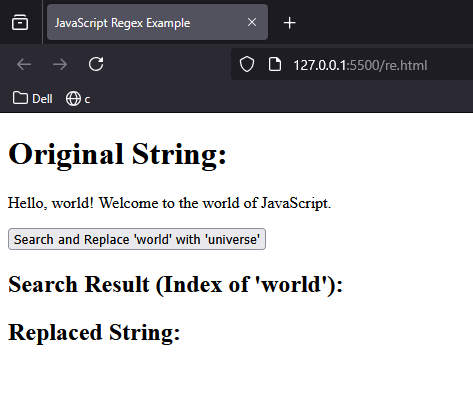 JavaScript Regex Example
127.0.0.1:5500/re.html
Dell c
Original String:
Hello, world! Welcome to the world of JavaScript.
Search and Replace 'world' with 'universe'
Search Result (Index of 'world'):
Replaced String: